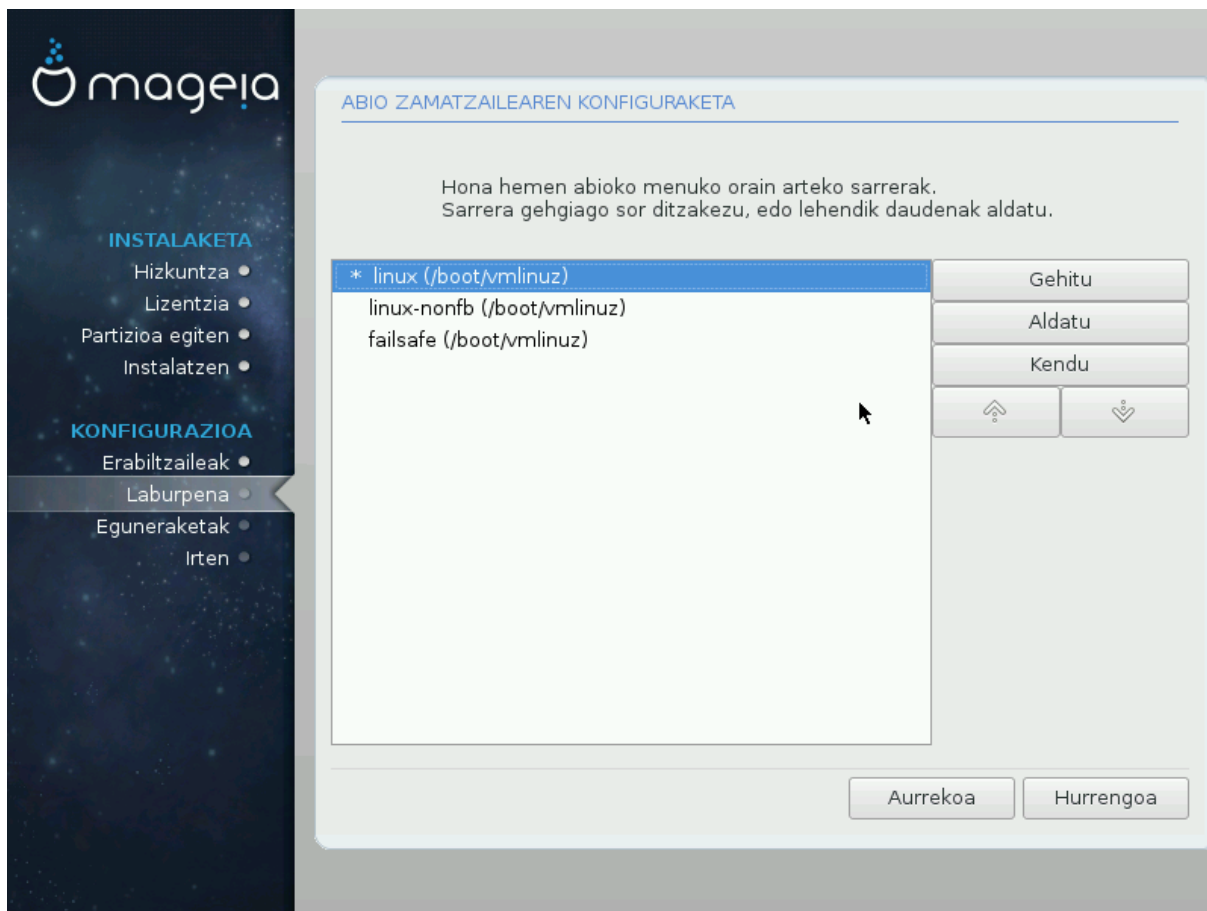 mageia
INSTALAKETA
Hizkuntza
Lizentzia
Partizioa egiten
Instalatzen
KONFIGURAZIOA
Erabiltzaileak
Laburpena
Eguneraketak
Irten
ABIO ZAMATZAILEAREN KONFIGURAKETA
Hona hemen abioko menuko orain arteko sarrerak.
Sarrera gehgiago sor ditzakezu, edo lehendik daudenak aldatu.
* linux (/boot/vmlinuz)
linux-nonfb (/boot/vmlinuz)
failsafe (/boot/vmlinuz)
Gehitu
Aldatu
Kendu
Aurrekoa
Hurrengoa